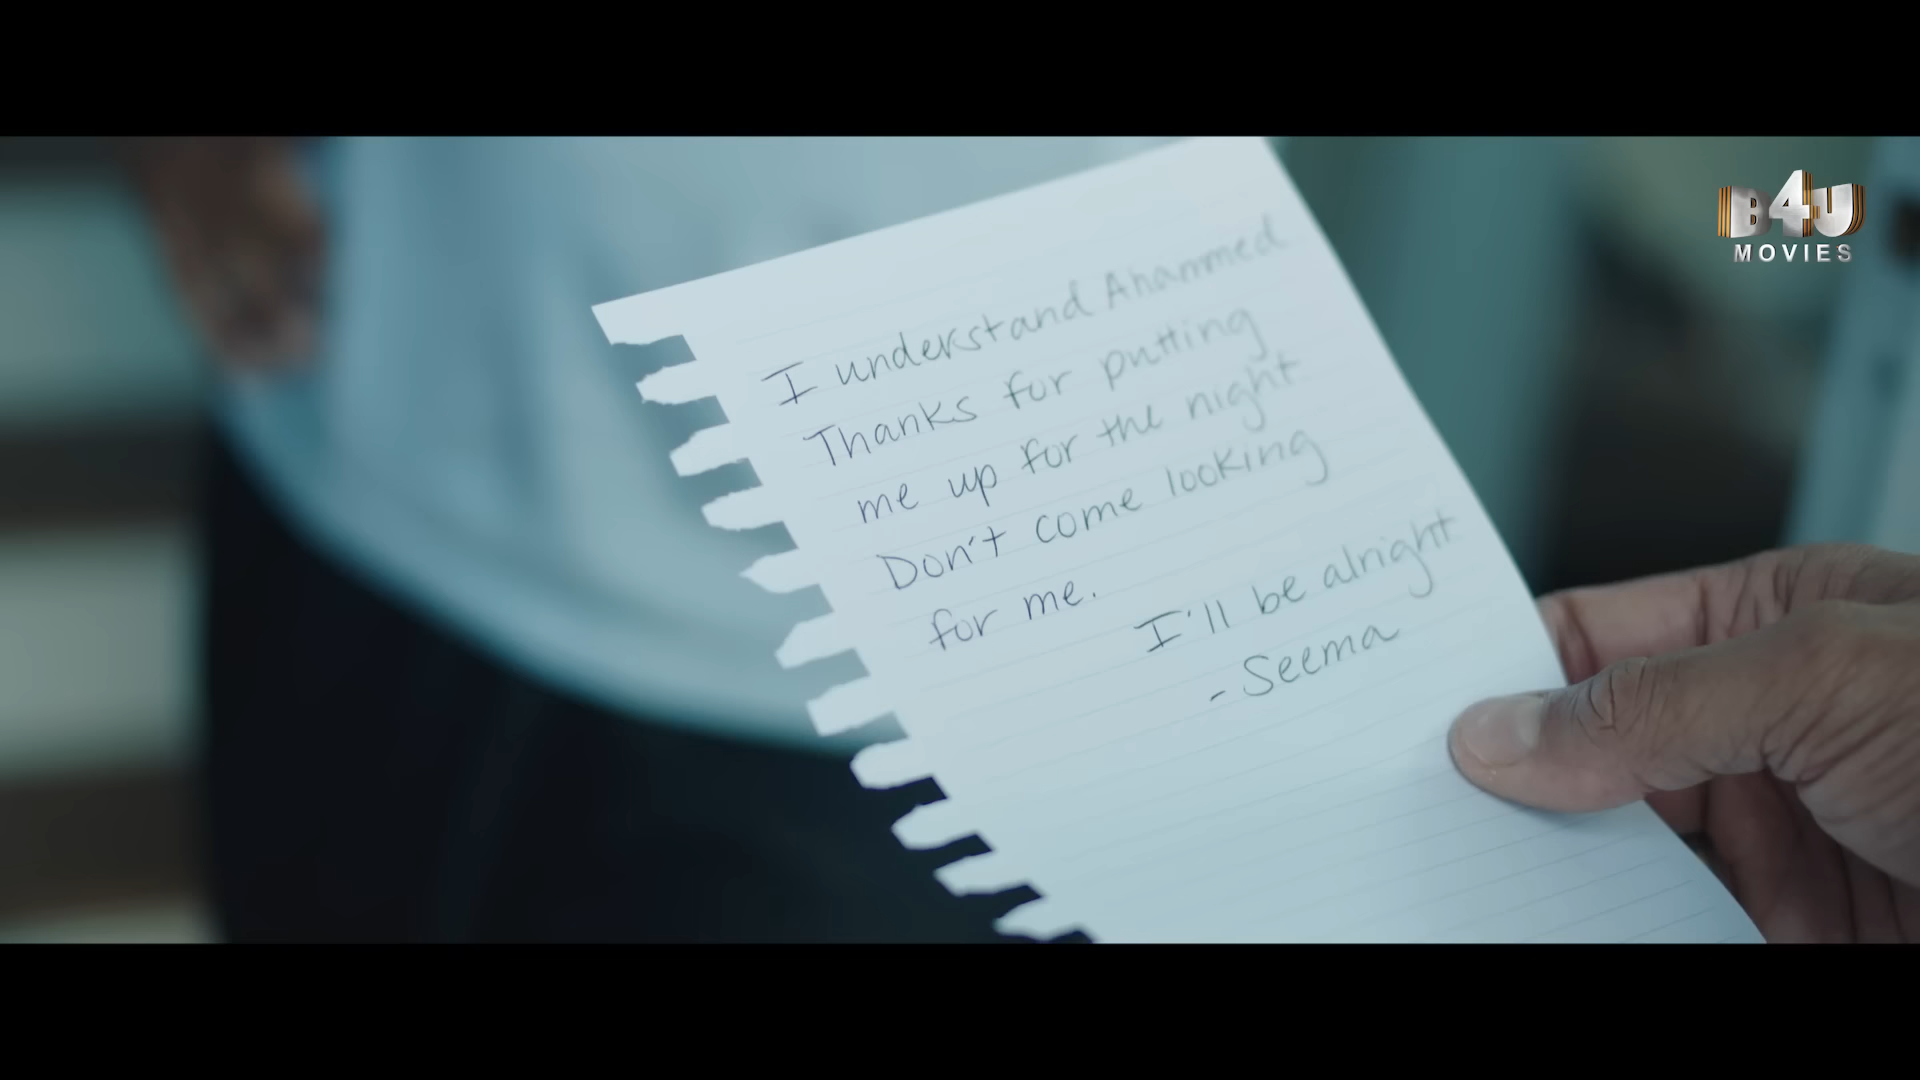 B4U
MOVIES
I understand Ahammed
Thanks for putting
me up for the night
Don't come looking
for me.
I'll be alright
- Seema